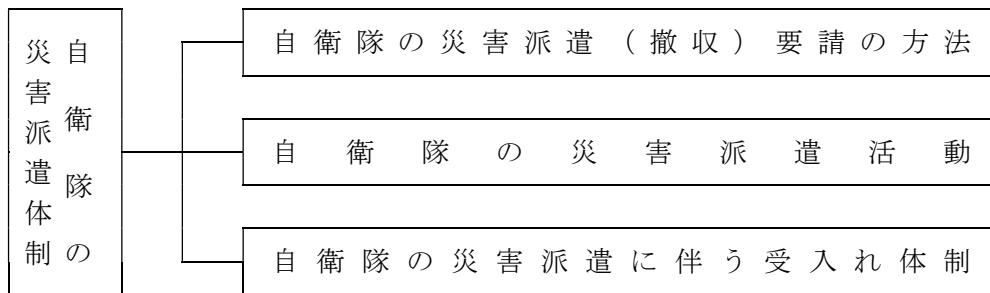 自衛隊の
災害派遣体制
自衛隊の災害派遣（撤収）要請の方法
自衛隊の災害派遣活動
自衛隊の災害派遣に伴う受入れ体制